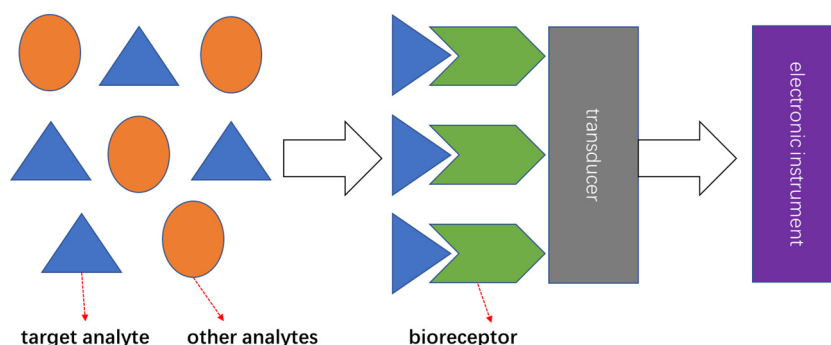 transducer
electronic instrument
target analyte
other analytes
bioreceptor